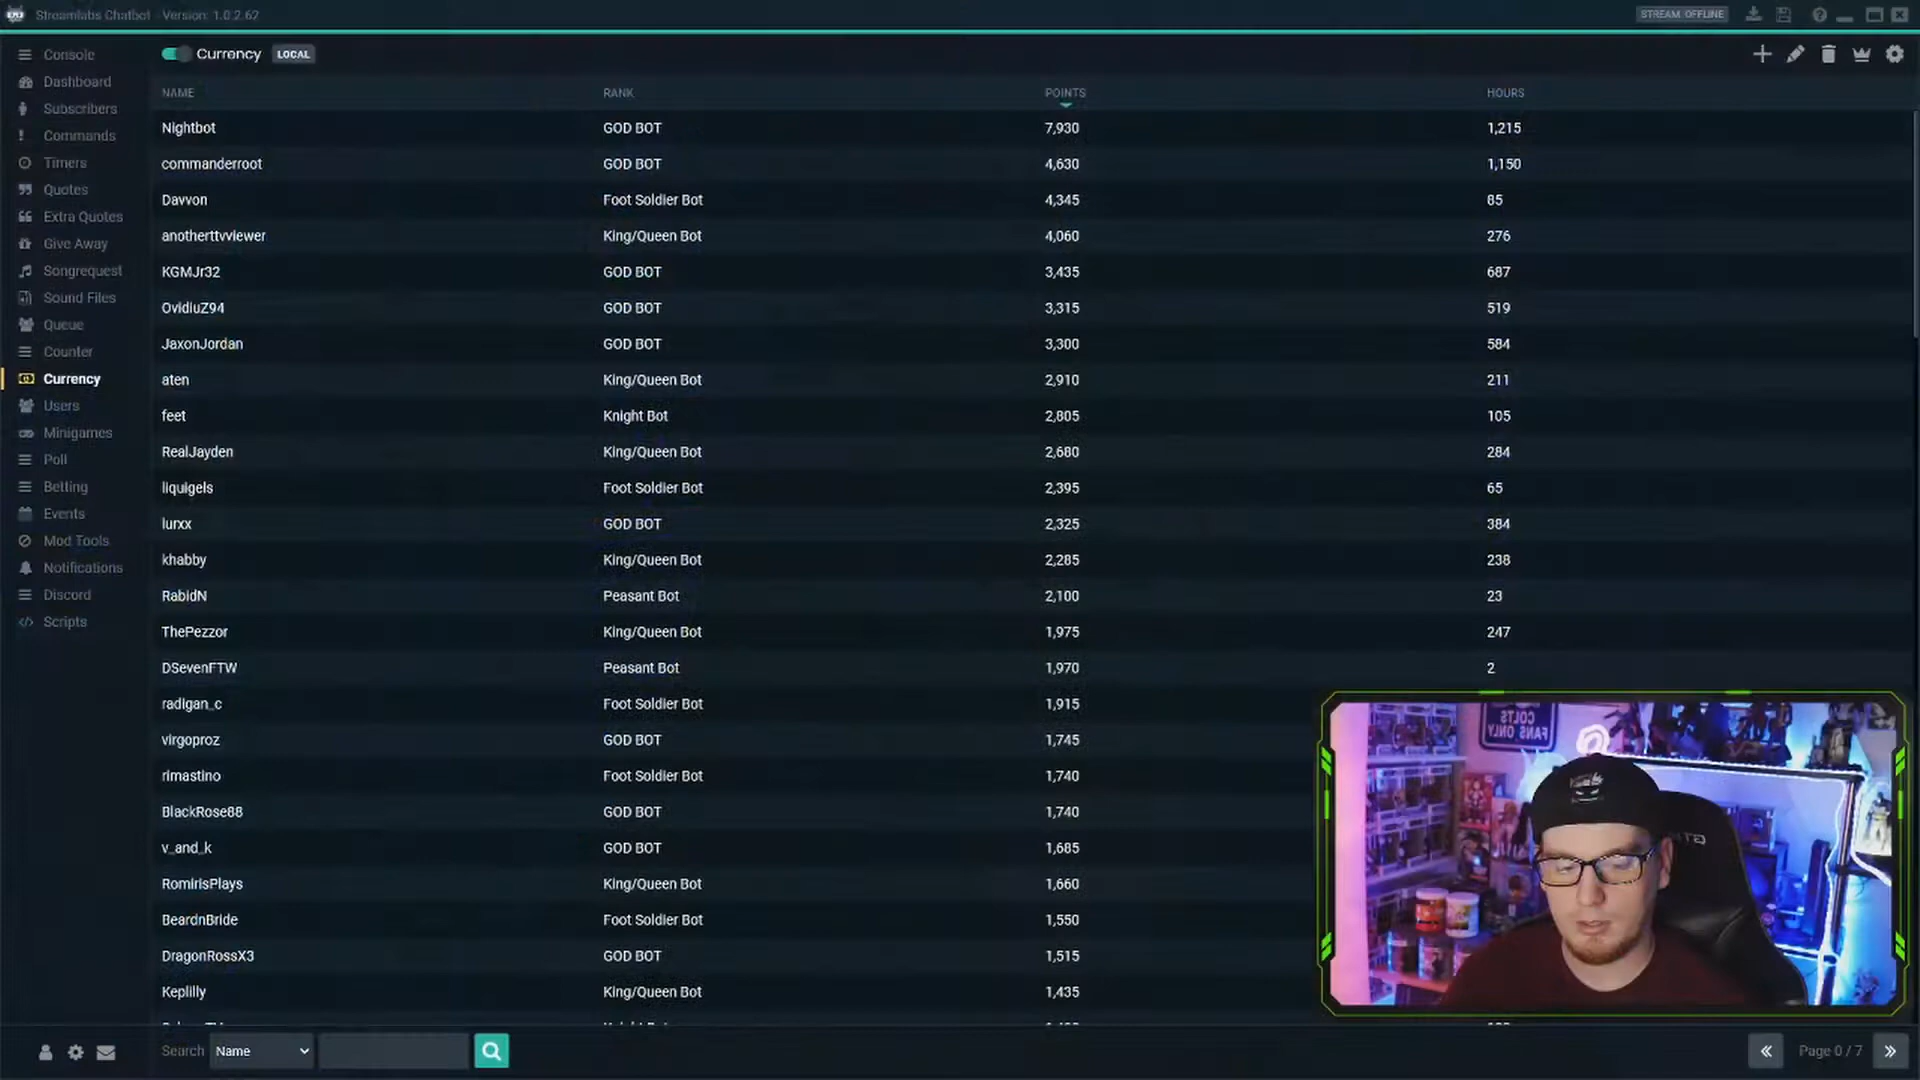 Streamlabs Chatbot - Version: 1.0.2.62
STREAM: OFFLINE
Console
Dashboard
Subscribers
Commands
Timers
Quotes
Extra Quotes
Give Away
Songrequest
Sound Files
Queue
Counter
Currency
Users
Minigames
Poll
Betting
Events
Mod Tools
Notifications
Discord
Scripts
Currency LOCAL
NAME RANK POINTS HOURS
Nightbot GOD BOT 7,930 1,215
commanderroot GOD BOT 4,630 1,150
Davvon Foot Soldier Bot 4,345 85
anotherttvviewer King/Queen Bot 4,060 276
KGMJr32 GOD BOT 3,435 687
OvidiuZ94 GOD BOT 3,315 519
JaxonJordan GOD BOT 3,300 584
aten King/Queen Bot 2,910 211
feet Knight Bot 2,805 105
RealJayden King/Queen Bot 2,680 284
liquigels Foot Soldier Bot 2,395 65
lurxx GOD BOT 2,325 384
khabby King/Queen Bot 2,285 238
RabidN Peasant Bot 2,100 23
ThePezzor King/Queen Bot 1,975 247
DSevenFTW Peasant Bot 1,970 2
radigan_c Foot Soldier Bot 1,915
virgoproz GOD BOT 1,745
rimastino Foot Soldier Bot 1,740
BlackRose88 GOD BOT 1,740
v_and_k GOD BOT 1,685
RomirisPlays King/Queen Bot 1,660
BeardnBride Foot Soldier Bot 1,550
DragonRossX3 GOD BOT 1,515
Keplilly King/Queen Bot 1,435
COLTS
FANS ONLY
Search Name
Page 0 / 7